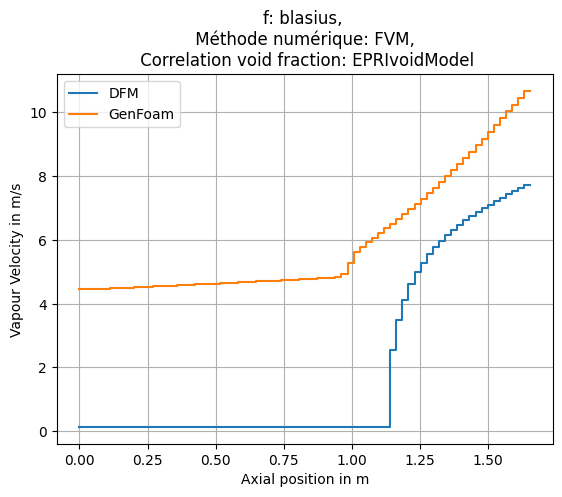 f: blasius,
Méthode numérique: FVM,
Correlation void fraction: EPRIvoidModel
DFM
GenFoam
Vapour Velocity in m/s
10
8
6
4
2
0
0.00 0.25 0.50 0.75 1.00 1.25 1.50
Axial position in m